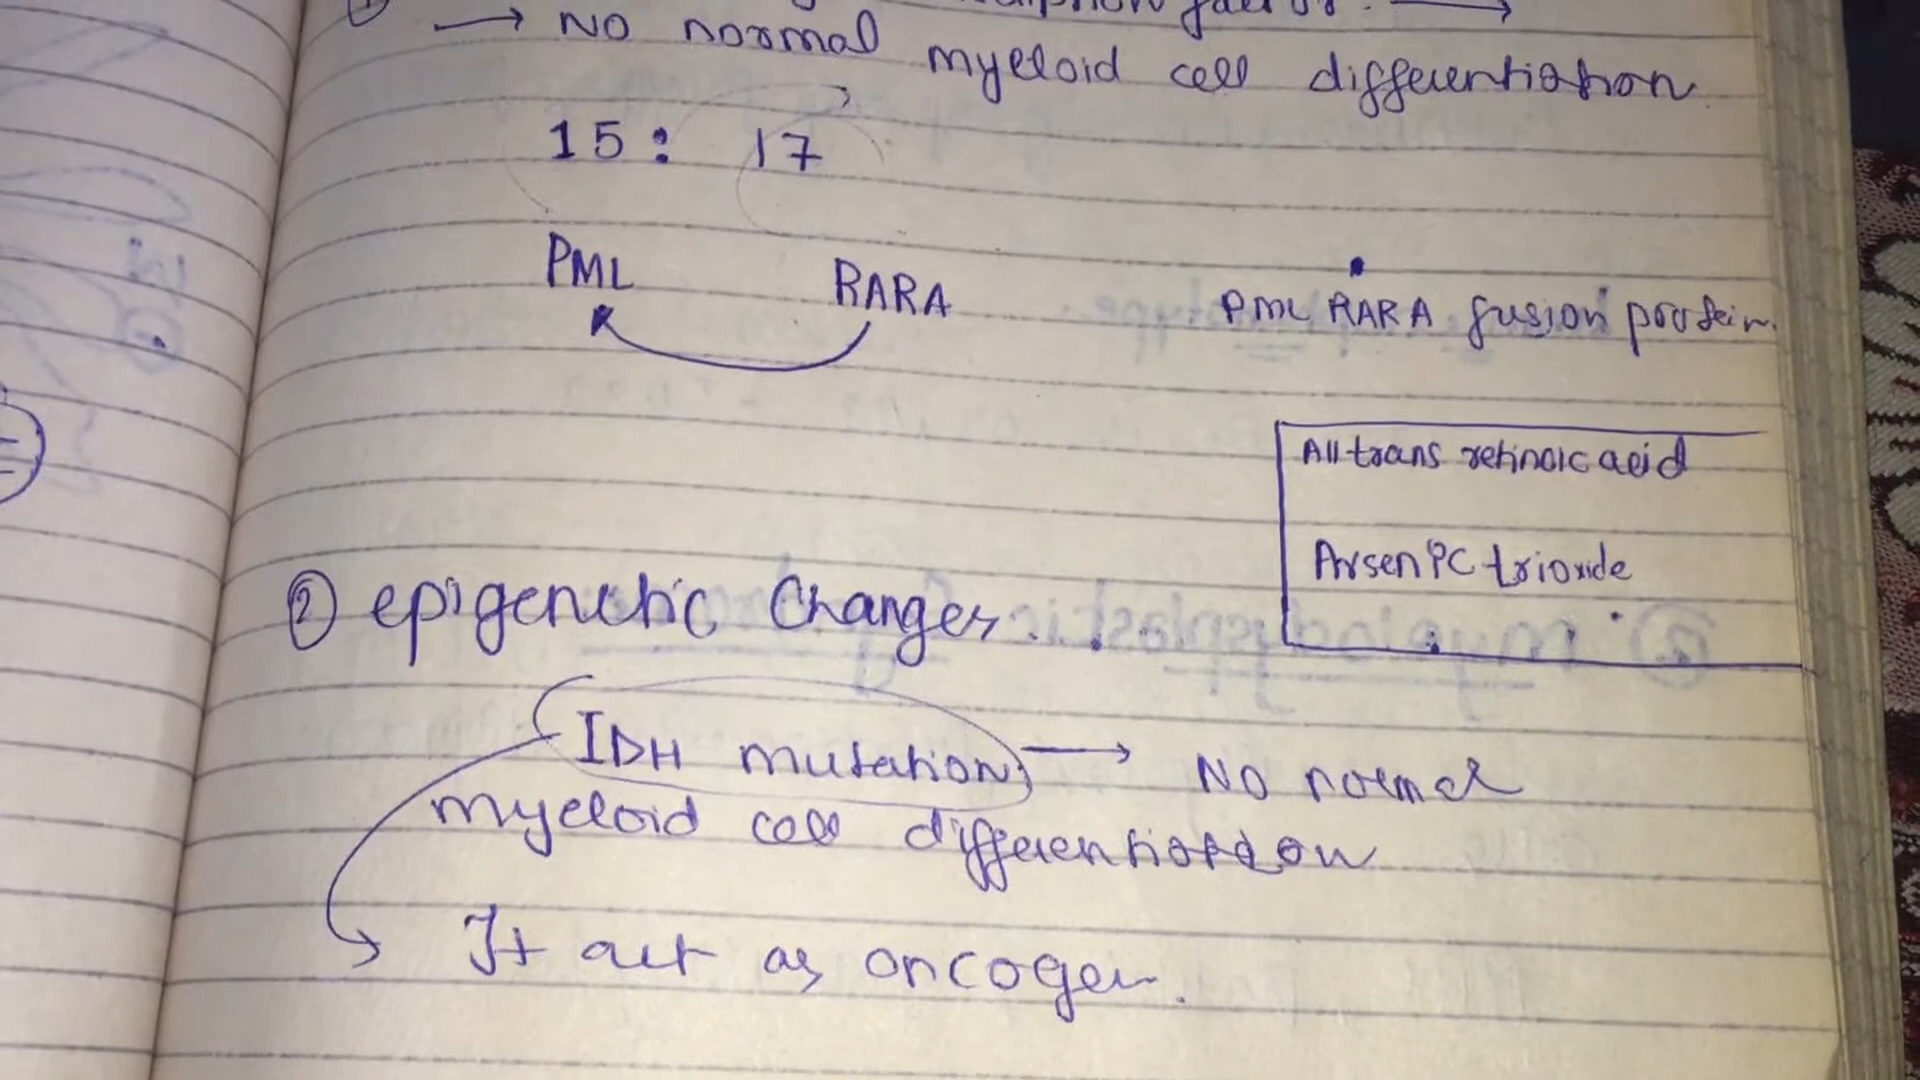 → No normal myeloid cell differentiation
15: 17
PML RARA PML RARA fusion protein.
All trans retinoic acid
Arsenic trioxide
② epigenetic Changes.
IDH mutation → No normal
myeloid cell differentiation
It act as oncogen.